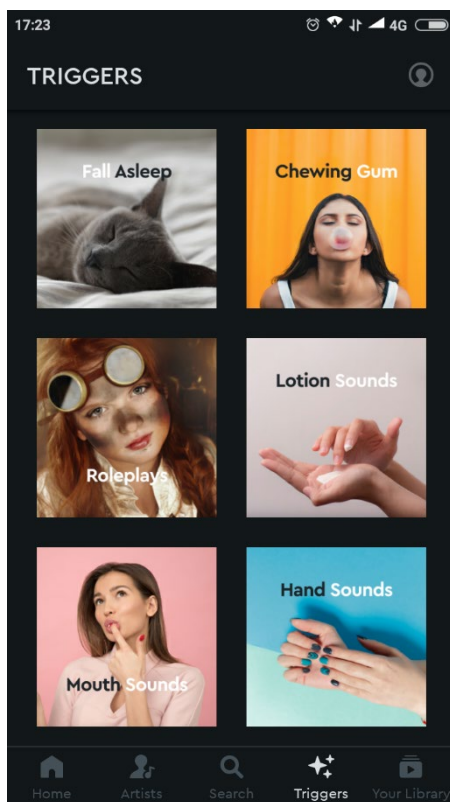 17:23
4G
TRIGGERS
Fall Asleep
Chewing Gum
Roleplays
Lotion Sounds
Mouth Sounds
Hand Sounds
Home
Artists
Search
Triggers
Your Library